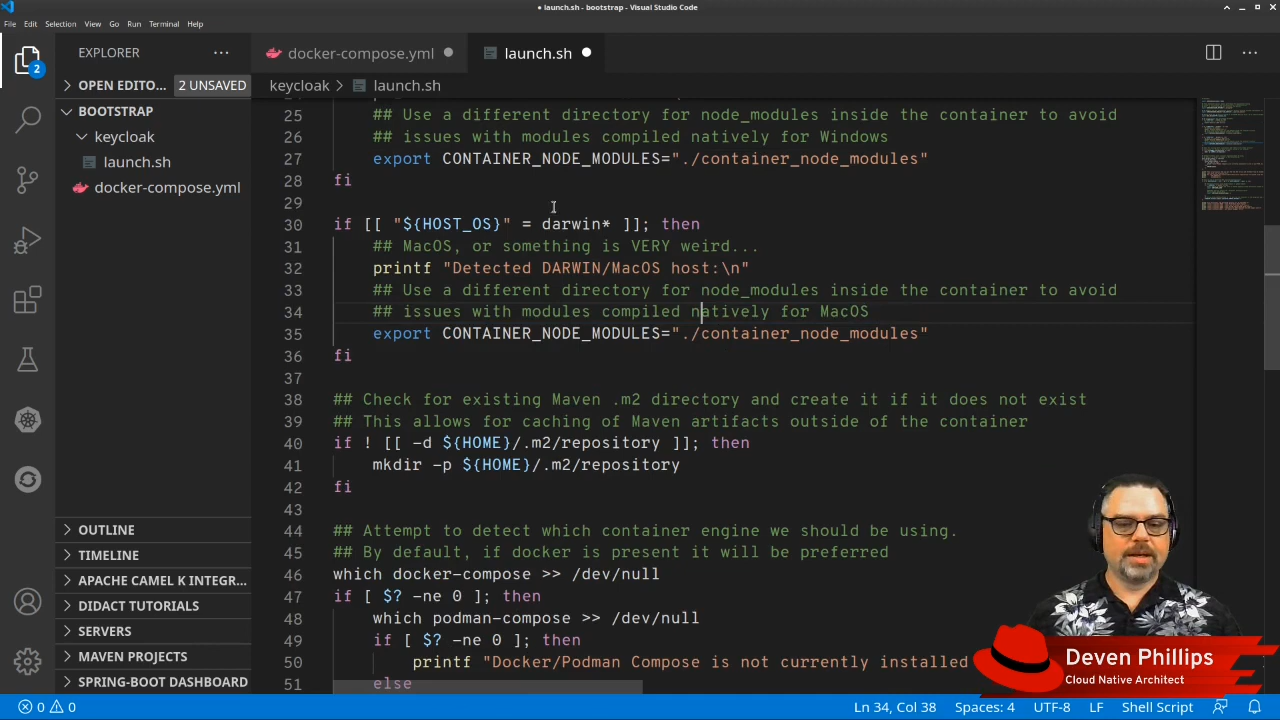 ● launch.sh - bootstrap - Visual Studio Code
File Edit Selection View Go Run Terminal Help
EXPLORER
docker-compose.yml
launch.sh
OPEN EDITO... 2 UNSAVED
keycloak > launch.sh
BOOTSTRAP
keycloak
launch.sh
docker-compose.yml
2
25 ## Use a different directory for node_modules inside the container to avoid
26 ## issues with modules compiled natively for Windows
27 export CONTAINER_NODE_MODULES="./container_node_modules"
28 fi
29
30 if [[ "${HOST_OS}" = darwin* ]]; then
31 ## MacOS, or something is VERY weird...
32 printf "Detected DARWIN/MacOS host:\n"
33 ## Use a different directory for node_modules inside the container to avoid
34 ## issues with modules compiled natively for MacOS
35 export CONTAINER_NODE_MODULES="./container_node_modules"
36 fi
37
38 ## Check for existing Maven .m2 directory and create it if it does not exist
39 ## This allows for caching of Maven artifacts outside of the container
40 if ! [[ -d ${HOME}/.m2/repository ]]; then
41 mkdir -p ${HOME}/.m2/repository
42 fi
43
44 ## Attempt to detect which container engine we should be using.
45 ## By default, if docker is present it will be preferred
46 which docker-compose >> /dev/null
47 if [ $? -ne 0 ]; then
48 which podman-compose >> /dev/null
49 if [ $? -ne 0 ]; then
50 printf "Docker/Podman Compose is not currently installed
51 else
OUTLINE
TIMELINE
APACHE CAMEL K INTEGR...
DIDACT TUTORIALS
SERVERS
MAVEN PROJECTS
SPRING-BOOT DASHBOARD
Deven Phillips
Cloud Native Architect
0 0
Ln 34, Col 38 Spaces: 4 UTF-8 LF Shell Script